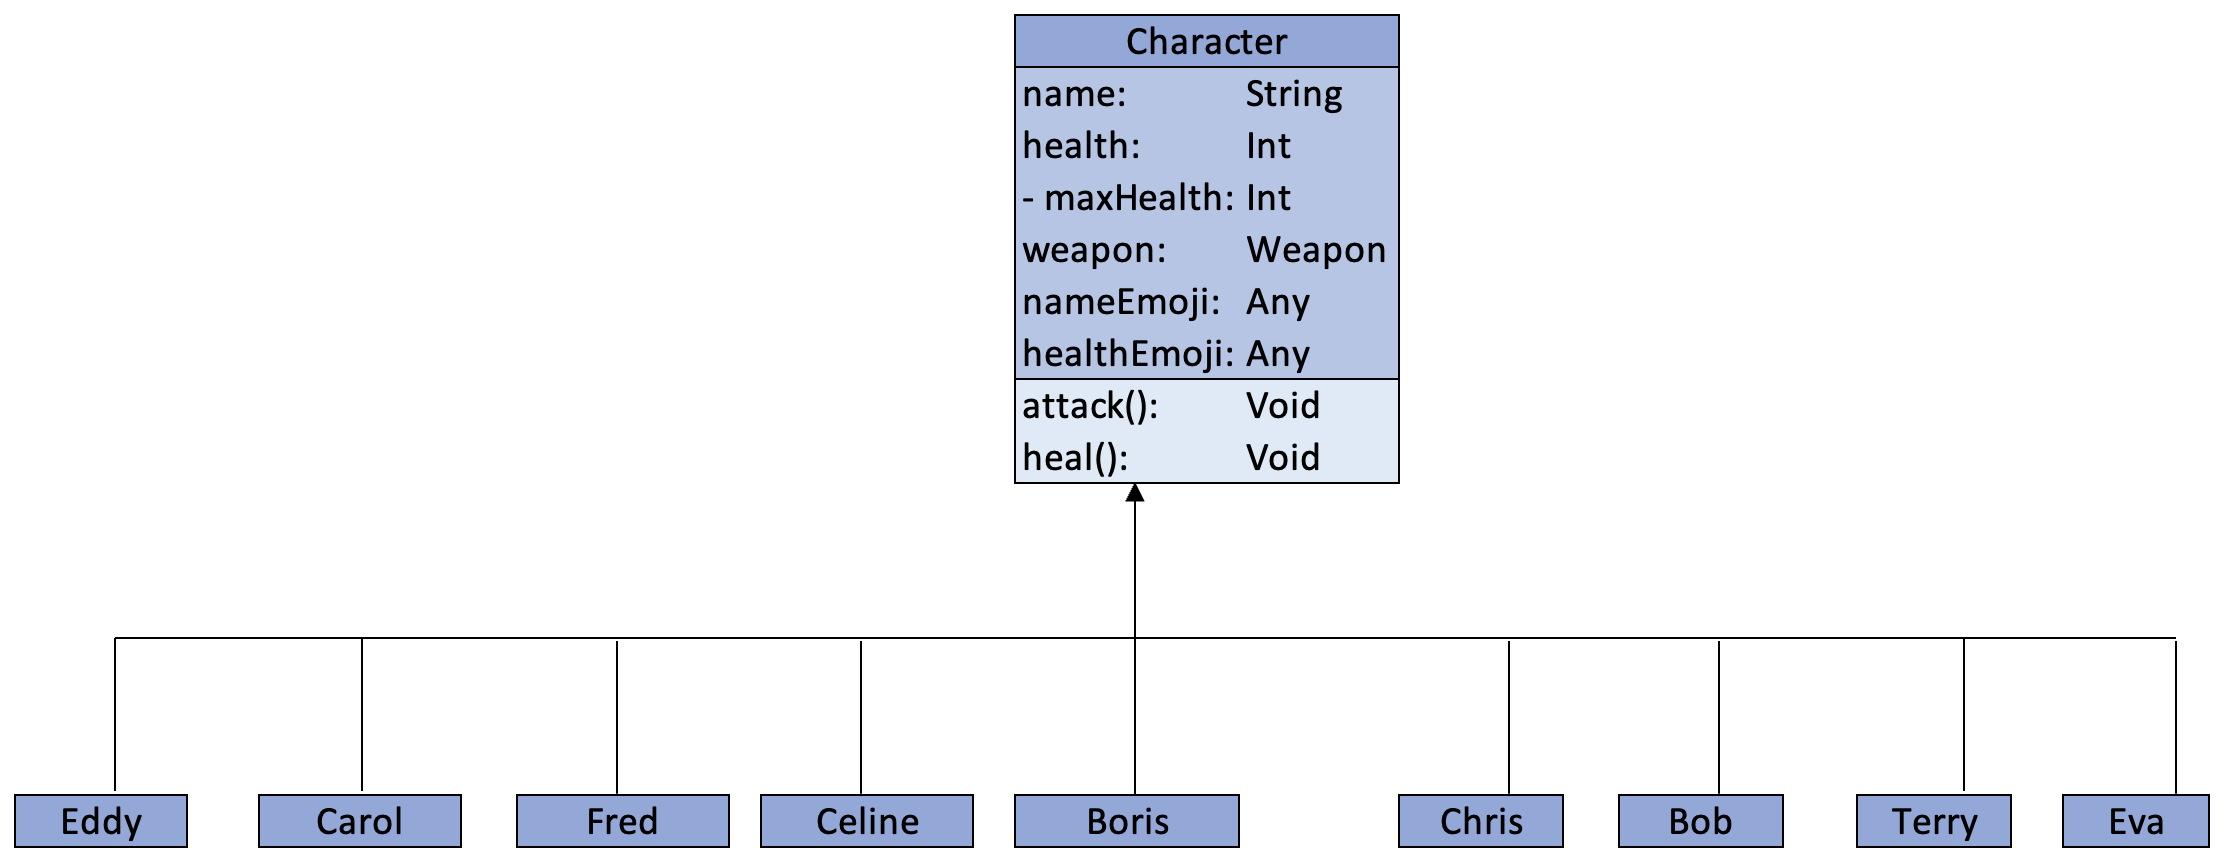 Character
name: String
health: Int
- maxHealth: Int
weapon: Weapon
nameEmoji: Any
healthEmoji: Any
attack(): Void
heal(): Void
Eddy Carol Fred Celine Boris Chris Bob Terry Eva